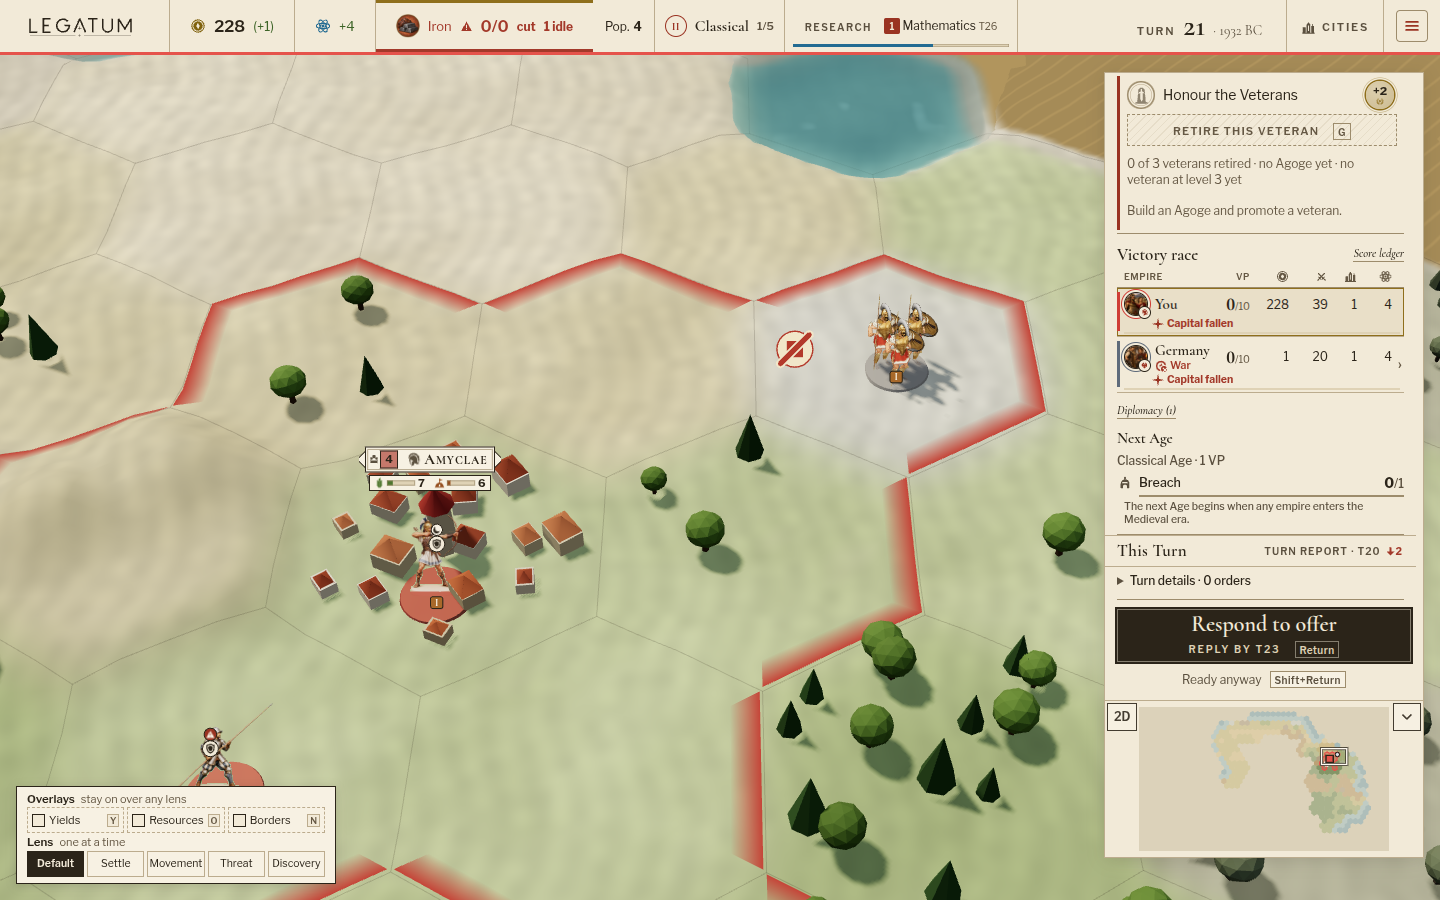 LEGATUM
228 (+1)
+4
Iron 0/0 cut 1 idle
Pop. 4
II Classical 1/5
RESEARCH 1 Mathematics T26
TURN 21 · 1932 BC
CITIES
Honour the Veterans +2
RETIRE THIS VETERAN G
0 of 3 veterans retired · no Agoge yet · no
veteran at level 3 yet
Build an Agoge and promote a veteran.
Victory race Score ledger
EMPIRE VP
You 0/10 228 39 1 4
Capital fallen
Germany 0/10 1 20 1 4 ›
War
Capital fallen
Diplomacy (1)
Next Age
Classical Age · 1 VP
Breach 0/1
The next Age begins when any empire enters the
Medieval era.
This Turn TURN REPORT · T20 2
Turn details · 0 orders
Respond to offer
REPLY BY T23 Return
Ready anyway Shift+Return
2D
4 AMYCLAE
7 6
I
I
Overlays stay on over any lens
Yields Y Resources O Borders N
Lens one at a time
Default Settle Movement Threat Discovery